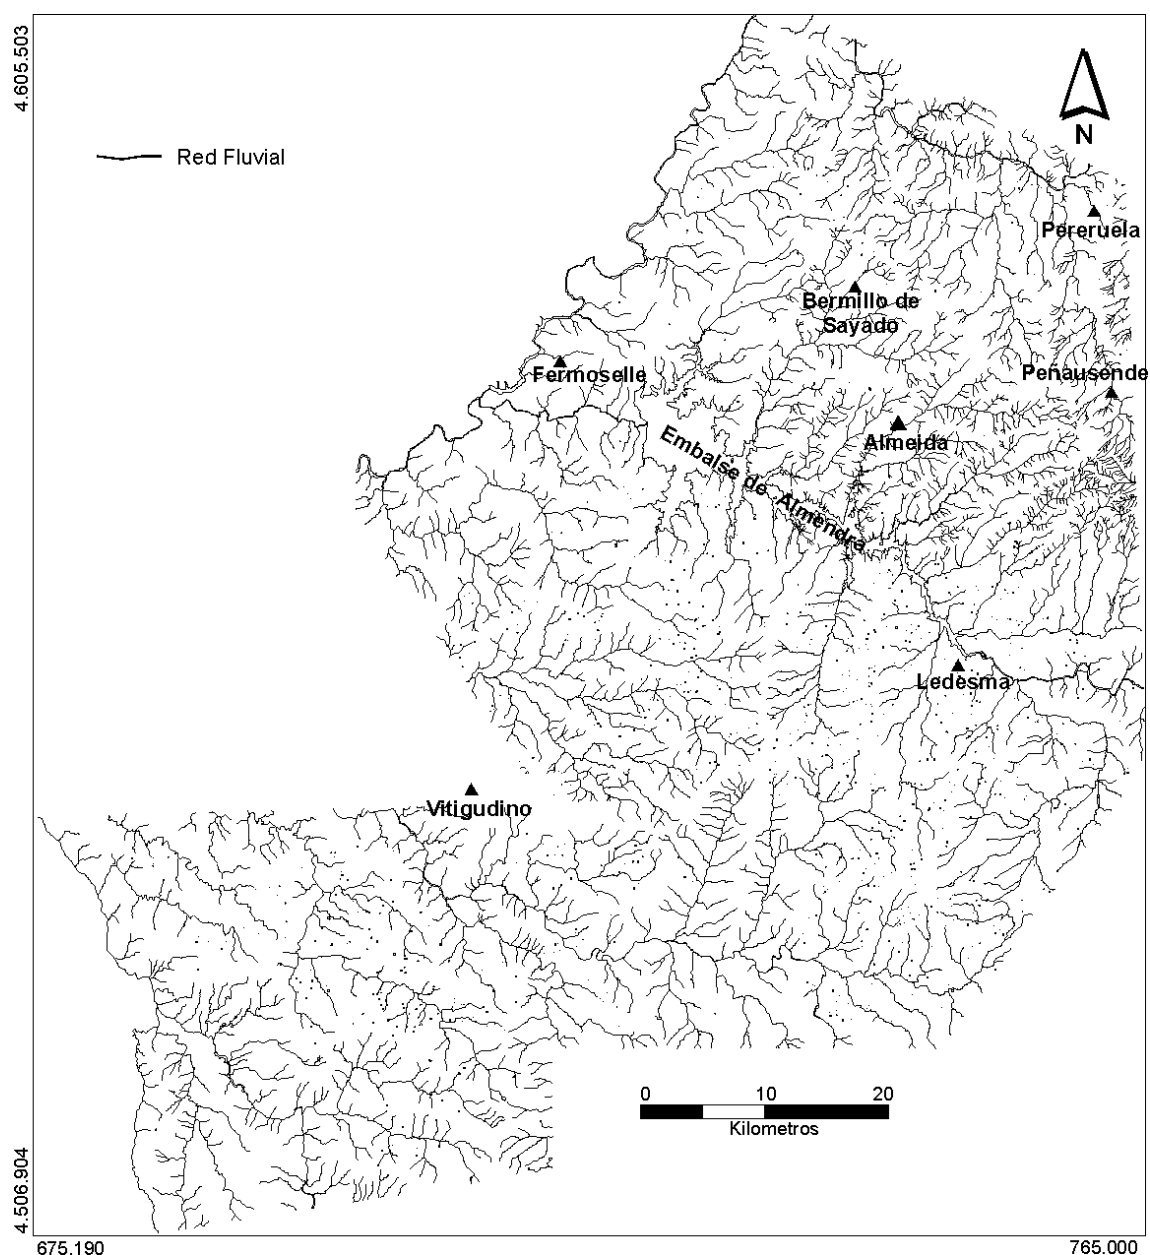 4.605.503
N
Red Fluvial
Pereruela
Bermillo de
Sayado
Fermoselle
Peñausende
Almeida
Embalse de Almendra
Ledesma
Vitigudino
0 10 20
Kilometros
4.506.904
675.190 765.000